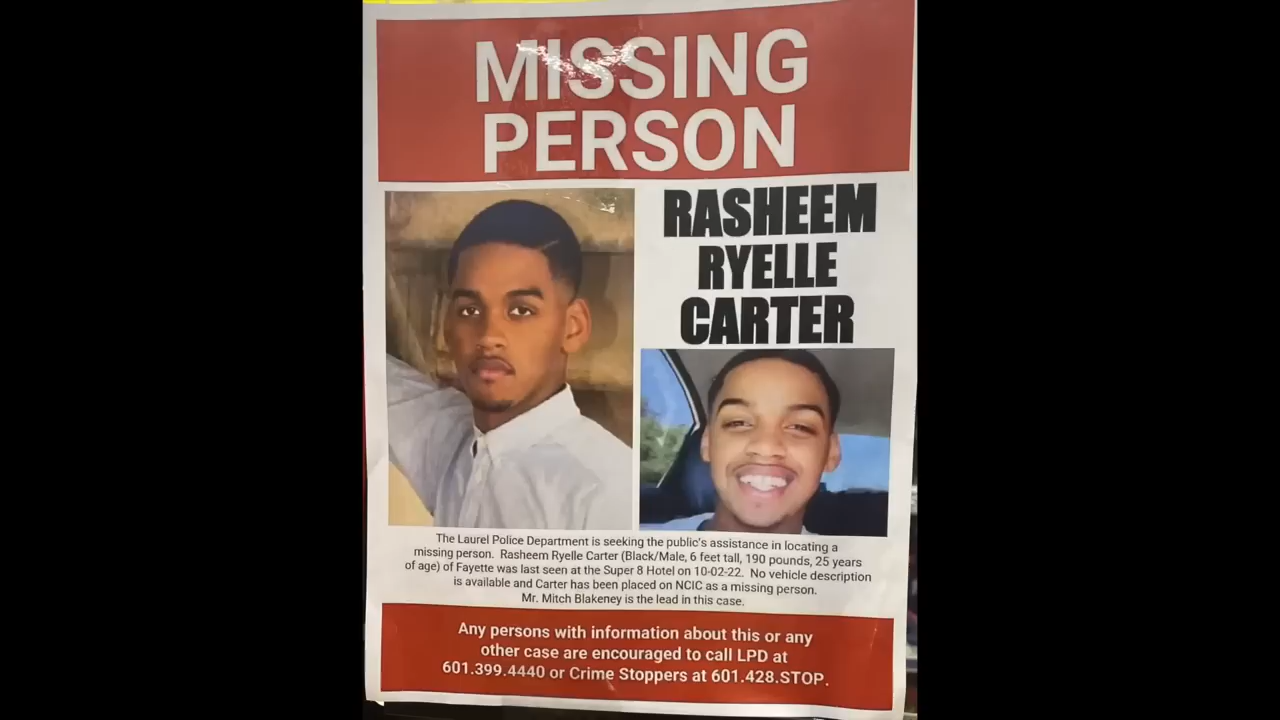 MISSING
PERSON
RASHEEM
RYELLE
CARTER
The Laurel Police Department is seeking the public's assistance in locating a
missing person. Rasheem Ryelle Carter (Black/Male, 6 feet tall, 190 pounds, 25 years
of age) of Fayette was last seen at the Super 8 Hotel on 10-02-22. No vehicle description
is available and Carter has been placed on NCIC as a missing person.
Mr. Mitch Blakeney is the lead in this case.
Any persons with information about this or any
other case are encouraged to call LPD at
601.399.4440 or Crime Stoppers at 601.428.STOP.